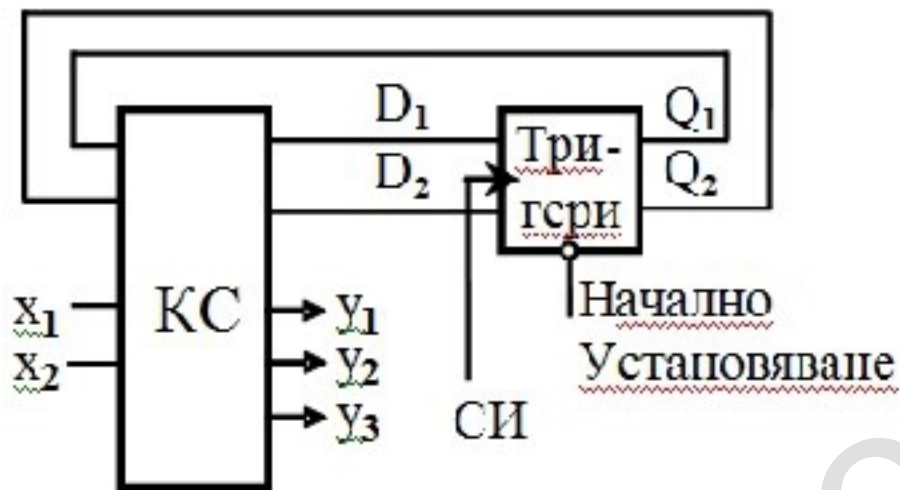 D₁
Q₁
Три-
D₂
Q₂
гери
x₁
КС
y₁
Начално
x₂
y₂
Установяване
y₃
СИ